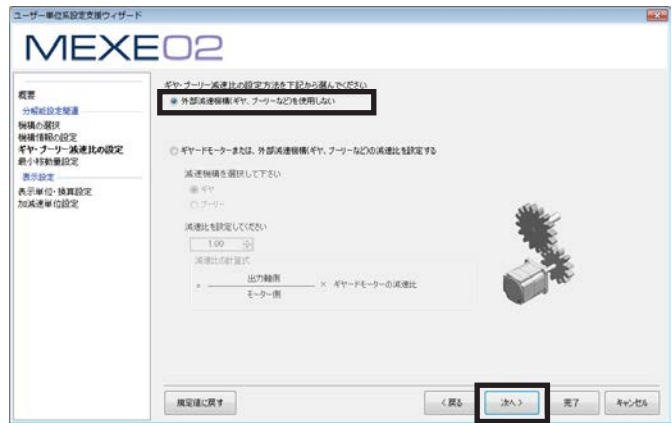 ユーザー単位系設定支援ウィザード
MEXE02
概要
分解能設定関連
機構の選択
機構情報の設定
ギヤ・プーリー減速比の設定
最小移動量設定
表示設定
表示単位・換算設定
加減速単位設定
ギヤ・プーリー減速比の設定方法を下記から選んでください
外部減速機構(ギヤ、プーリーなど)を使用しない
ギヤードモーターまたは、外部減速機構(ギヤ、プーリーなど)の減速比を設定する
減速機構を選択して下さい
ギヤ
プーリー
減速比を設定してください
1.00
減速比の計算式
= 出力軸側
モーター側
× ギヤードモーターの減速比
規定値に戻す
< 戻る
次へ >
完了
キャンセル